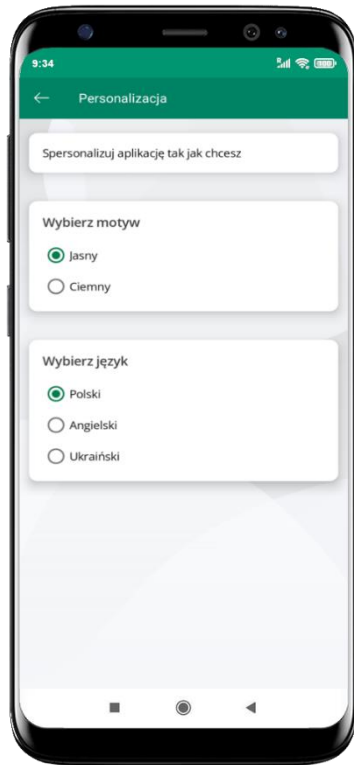 9:34
Personalizacja
Spersonalizuj aplikację tak jak chcesz
Wybierz motyw
Jasny
Ciemny
Wybierz język
Polski
Angielski
Ukraiński